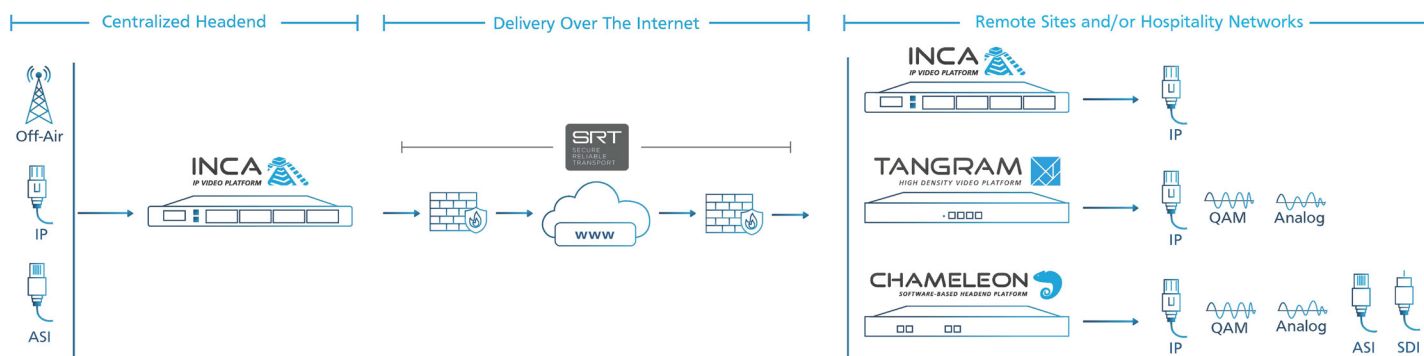 Centralized Headend
Delivery Over The Internet
Remote Sites and/or Hospitality Networks
Off-Air
IP
ASI
INCA
IP VIDEO PLATFORM
SRT
SECURE
RELIABLE
TRANSPORT
www
INCA
IP VIDEO PLATFORM
IP
TANGRAM
HIGH DENSITY VIDEO PLATFORM
IP
QAM
Analog
CHAMELEON
SOFTWARE-BASED HEADEND PLATFORM
IP
QAM
Analog
ASI
SDI